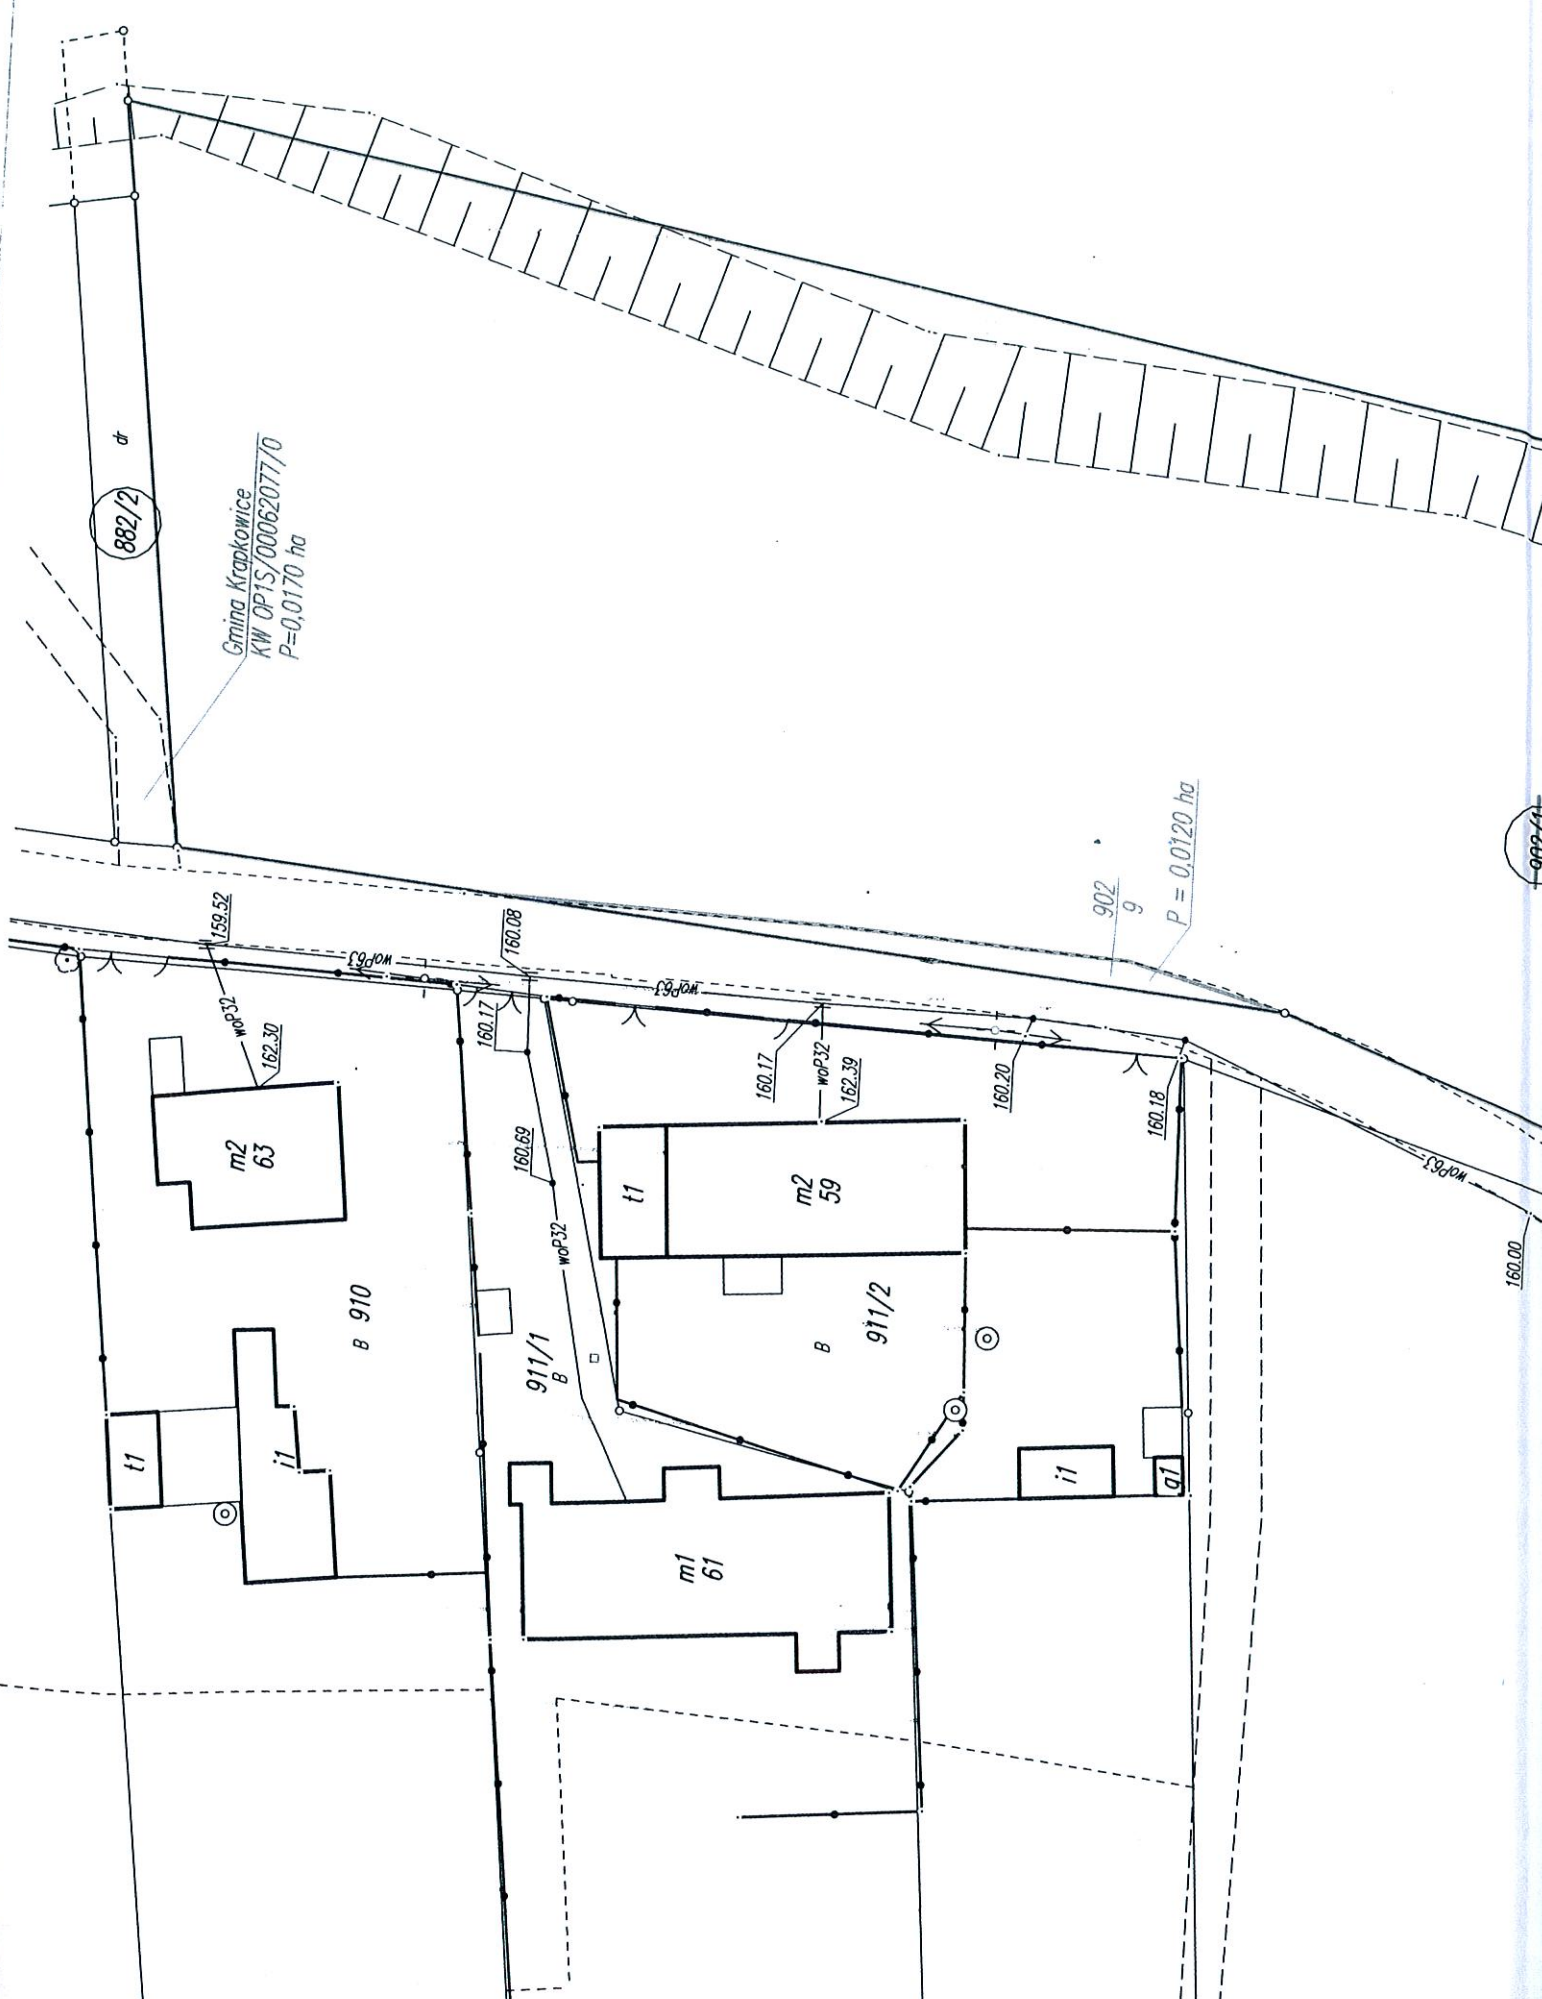 dr
882/2
Gmina Krapkowice
KW OP1S/00062077/0
P=0,0170 ha
902
9
P = 0,0120 ha
159.52
160.08
woP63
woP63
woP32
162.30
160.17
160.17
woP32
162.39
160.20
160.18
woP63
160.00
160.69
woP32
m2
63
t1
m2
59
B 910
911/1
B
B
911/2
t1
i1
i1
m1
61